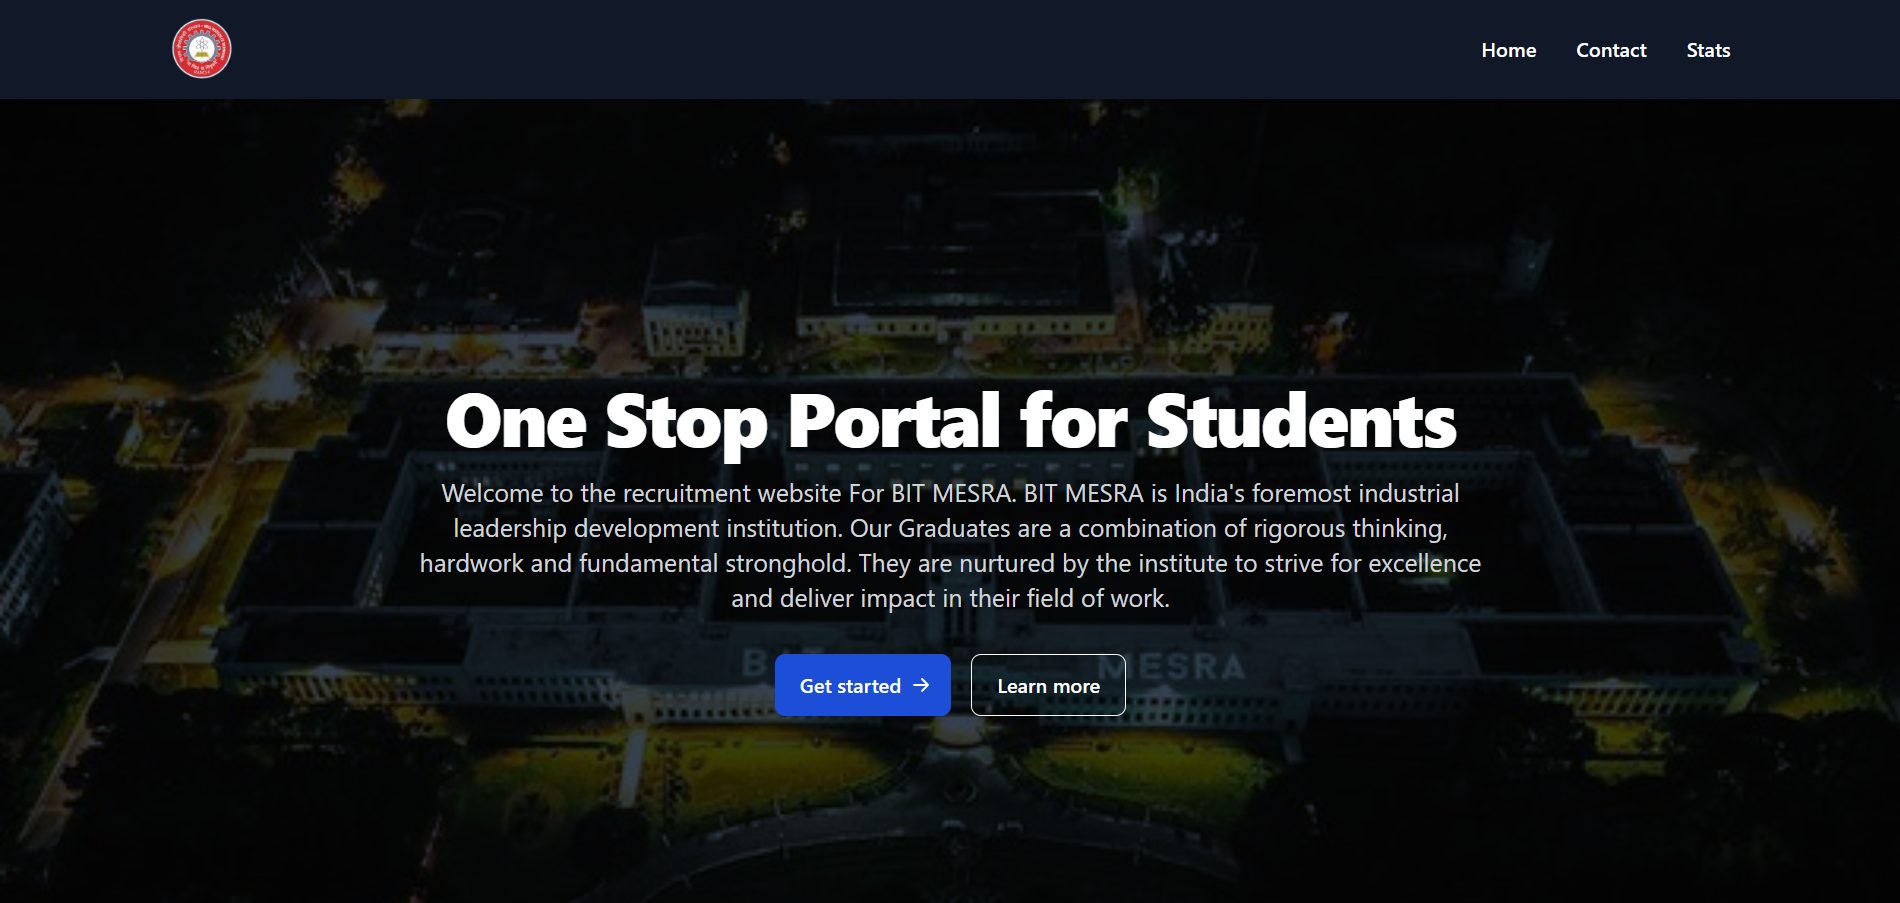 Home Contact Stats
One Stop Portal for Students
Welcome to the recruitment website For BIT MESRA. BIT MESRA is India's foremost industrial
leadership development institution. Our Graduates are a combination of rigorous thinking,
hardwork and fundamental stronghold. They are nurtured by the institute to strive for excellence
and deliver impact in their field of work.
MESRA
Get started → Learn more